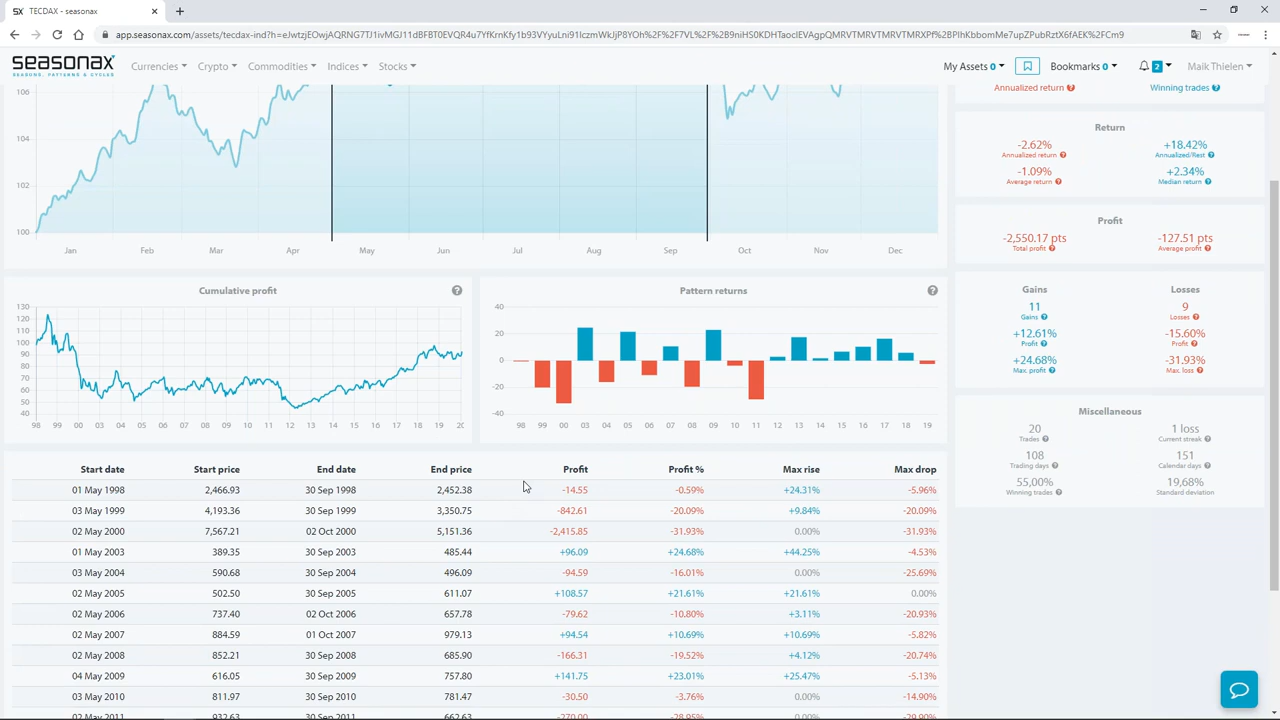 SX TECDAX - seasonax
seasonax
SEASONS, PATTERNS & CYCLES
Currencies Crypto Commodities Indices Stocks
My Assets 0 Bookmarks 0 2 Maik Thielen
106
104
102
100
Jan Feb Mar Apr May Jun Jul Aug Sep Oct Nov Dec
Annualized return Winning trades
Return
-2.62% +18.42%
Annualized return Annualized/Rest
-1.09% +2.34%
Average return Median return
Profit
-2,550.17 pts -127.51 pts
Total profit Average profit
Gains Losses
11 9
Gains Losses
+12.61% -15.60%
Profit Profit
+24.68% -31.93%
Max. profit Max. loss
Miscellaneous
20 1 loss
Trades Current streak
108 151
Trading days Calendar days
55,00% 19,68%
Winning trades Standard deviation
Cumulative profit
130
120
110
100
90
80
70
60
50
40
98 99 00 03 04 05 06 07 08 09 10 11 12 13 14 15 16 17 18 19 20
Pattern returns
40
20
0
-20
-40
98 99 00 03 04 05 06 07 08 09 10 11 12 13 14 15 16 17 18 19
Start date Start price End date End price Profit Profit % Max rise Max drop
01 May 1998 2,466.93 30 Sep 1998 2,452.38 -14.55 -0.59% +24.31% -5.96%
03 May 1999 4,193.36 30 Sep 1999 3,350.75 -842.61 -20.09% +9.84% -20.09%
02 May 2000 7,567.21 02 Oct 2000 5,151.36 -2,415.85 -31.93% 0.00% -31.93%
01 May 2003 389.35 30 Sep 2003 485.44 +96.09 +24.68% +44.25% -4.53%
03 May 2004 590.68 30 Sep 2004 496.09 -94.59 -16.01% 0.00% -25.69%
02 May 2005 502.50 30 Sep 2005 611.07 +108.57 +21.61% +21.61% 0.00%
02 May 2006 737.40 02 Oct 2006 657.78 -79.62 -10.80% +3.11% -20.93%
02 May 2007 884.59 01 Oct 2007 979.13 +94.54 +10.69% +10.69% -5.82%
02 May 2008 852.21 30 Sep 2008 685.90 -166.31 -19.52% +4.12% -20.74%
04 May 2009 616.05 30 Sep 2009 757.80 +141.75 +23.01% +25.47% -5.13%
03 May 2010 811.97 30 Sep 2010 781.47 -30.50 -3.76% 0.00% -14.90%
02 May 2011 932.63 30 Sep 2011 662.63 -270.00 -28.95% 0.00% -29.90%